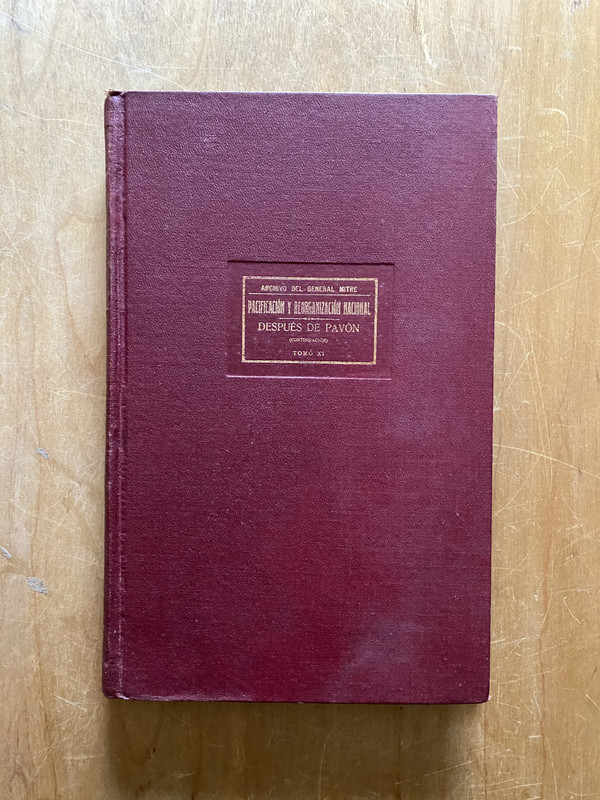 ARCHIVO DEL GENERAL MITRE
PACIFICACIÓN Y REORGANIZACIÓN NACIONAL
DESPUÉS DE PAVÓN
(CONTINUACIÓN)
TOMO XI